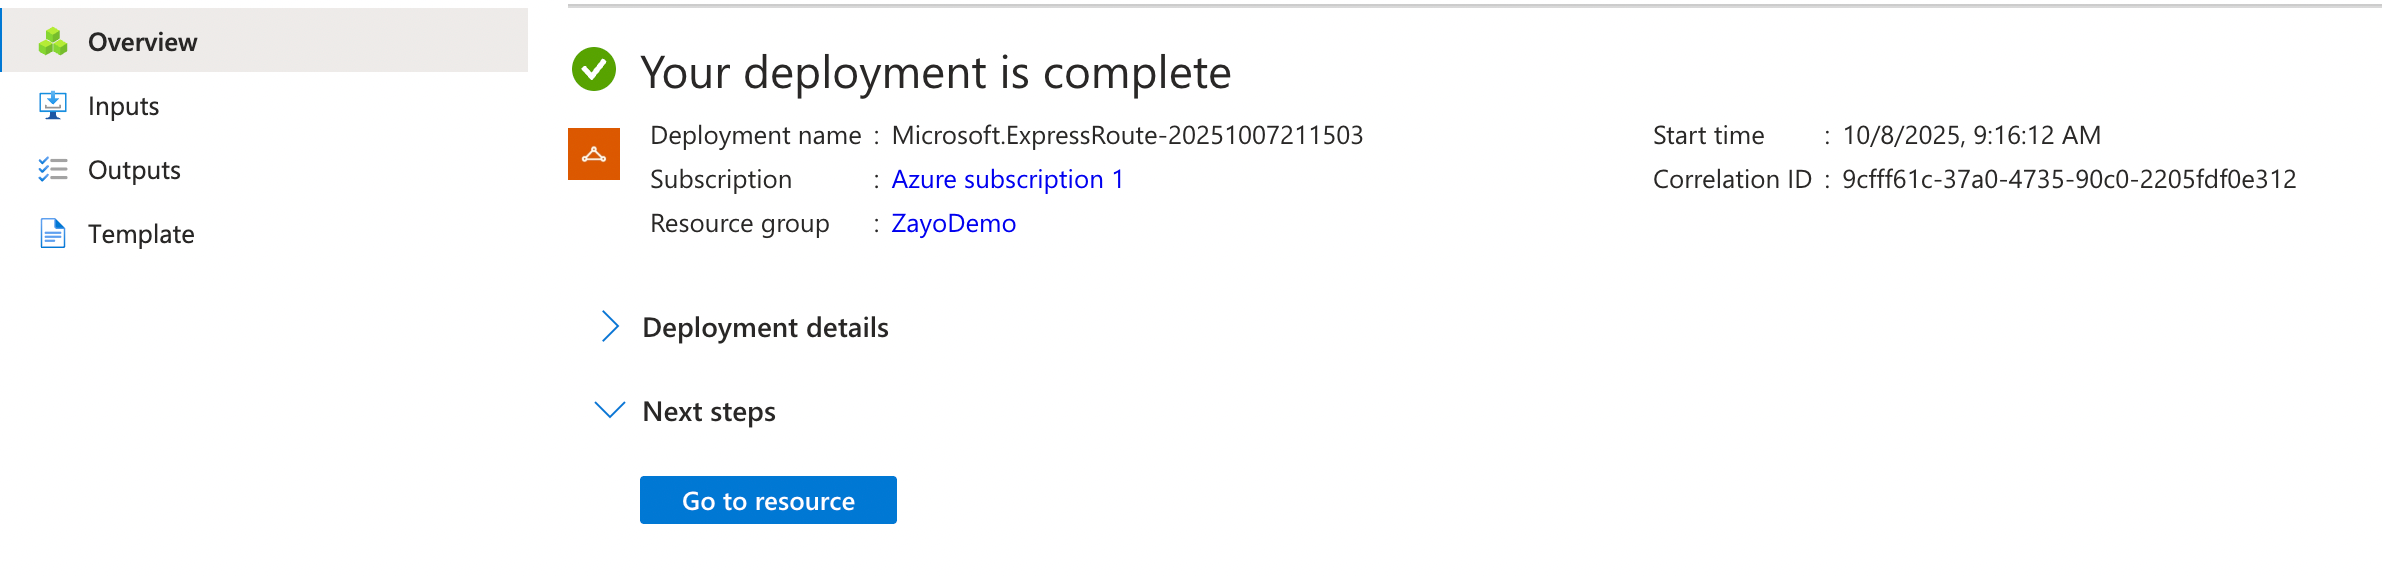 Overview
Inputs
Outputs
Template
Your deployment is complete
Deployment name : Microsoft.ExpressRoute-20251007211503
Subscription : Azure subscription 1
Resource group : ZayoDemo
Start time : 10/8/2025, 9:16:12 AM
Correlation ID : 9cfff61c-37a0-4735-90c0-2205fdf0e312
Deployment details
Next steps
Go to resource